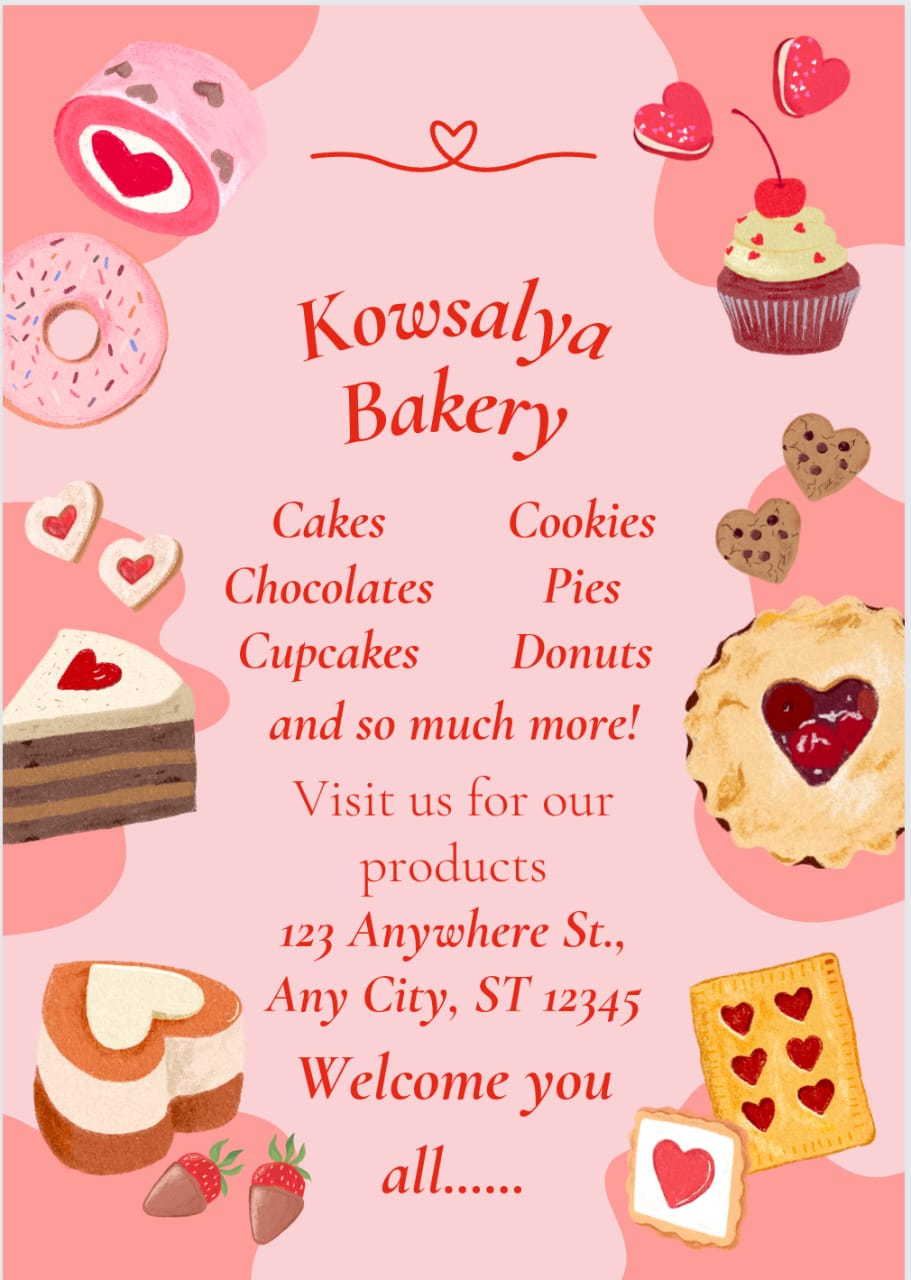 Kowsalya
Bakery
Cakes Cookies
Chocolates Pies
Cupcakes Donuts
and so much more!
Visit us for our
products
123 Anywhere St.,
Any City, ST 12345
Welcome you
all......